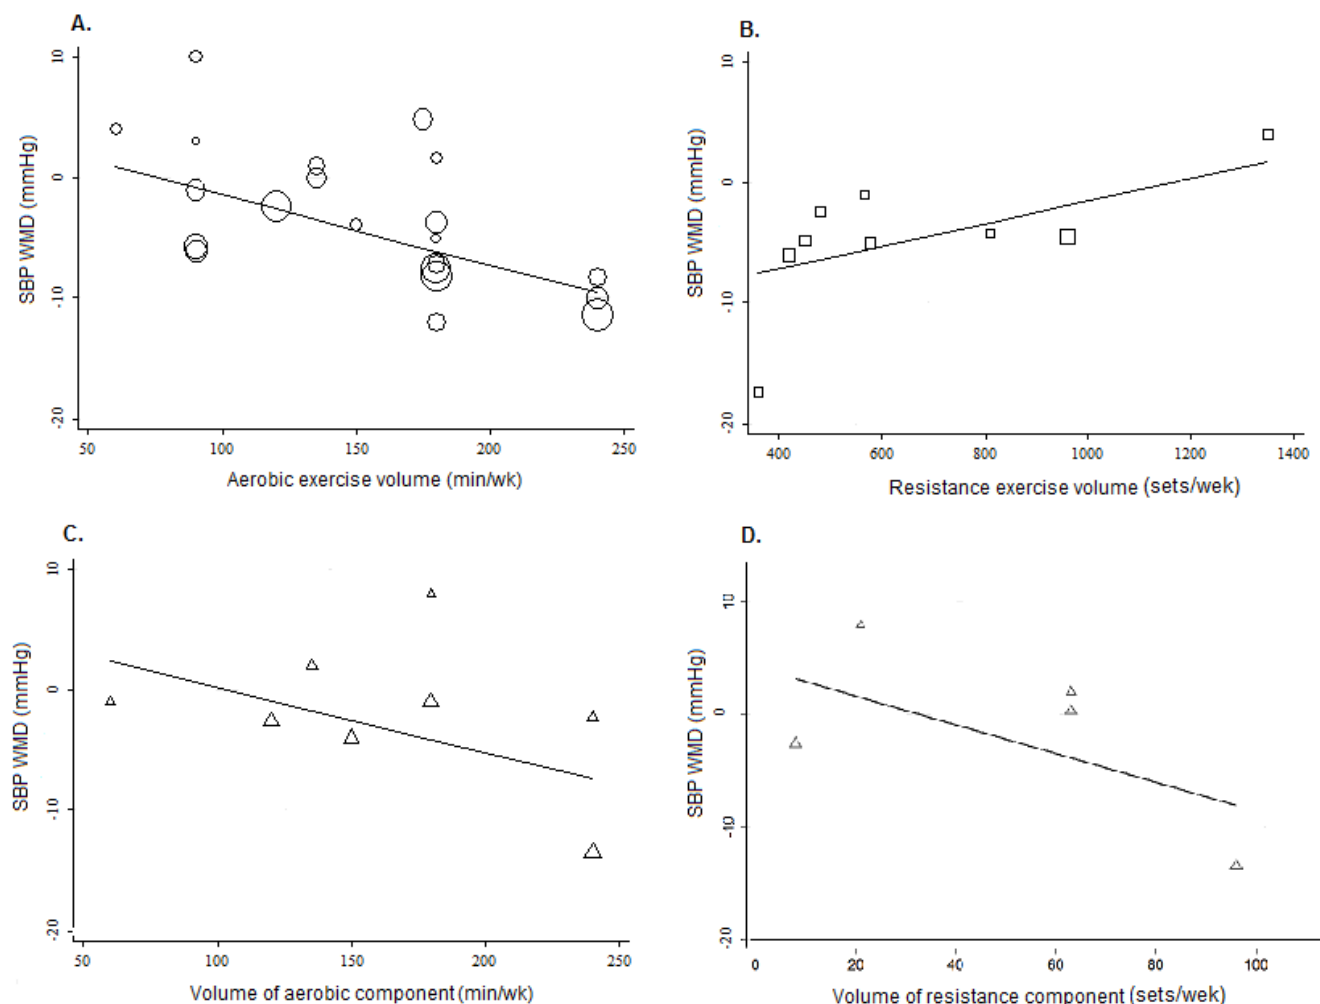 A.
10
0
-10
-20
SBP WMD (mmHg)
50 100 150 200 250
Aerobic exercise volume (min/wk)
B.
10
0
-10
-20
SBP WMD (mmHg)
400 600 800 1000 1200 1400
Resistance exercise volume (sets/wek)
C.
10
0
-10
-20
SBP WMD (mmHg)
50 100 150 200 250
Volume of aerobic component (min/wk)
D.
10
0
-10
-20
SBP WMD (mmHg)
0 20 40 60 80 100
Volume of resistance component (sets/wek)